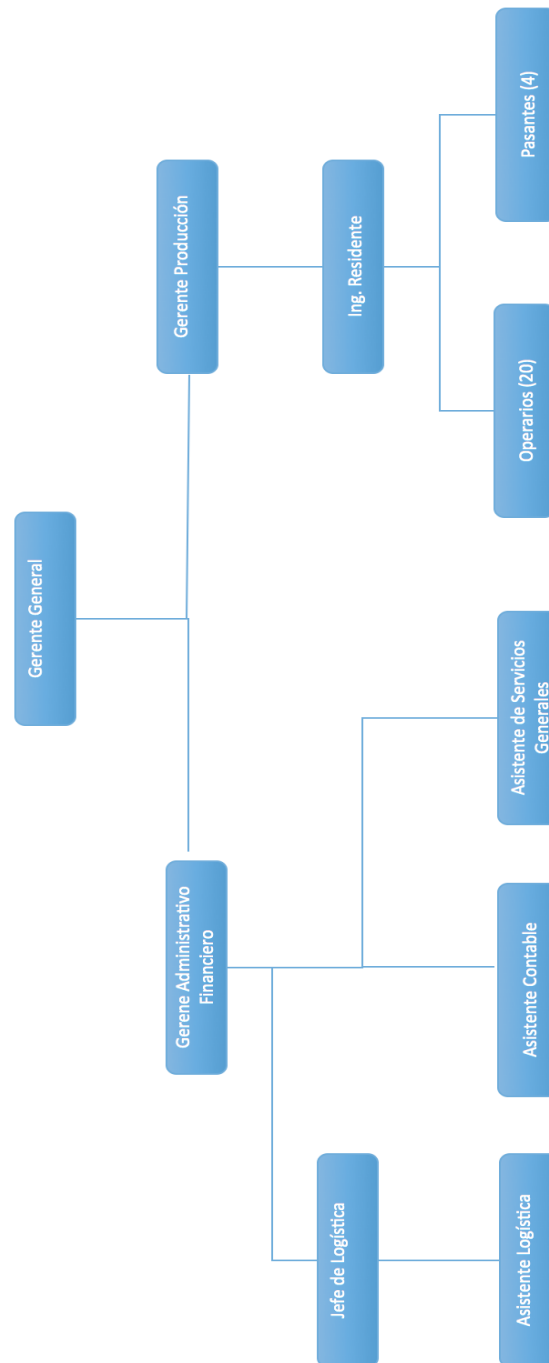 Gerente General
Gerene Administrativo
Financiero
Gerente Producción
Jefe de Logística
Ing. Residente
Asistente Logística
Asistente Contable
Asistente de Servicios
Generales
Operarios (20)
Pasantes (4)